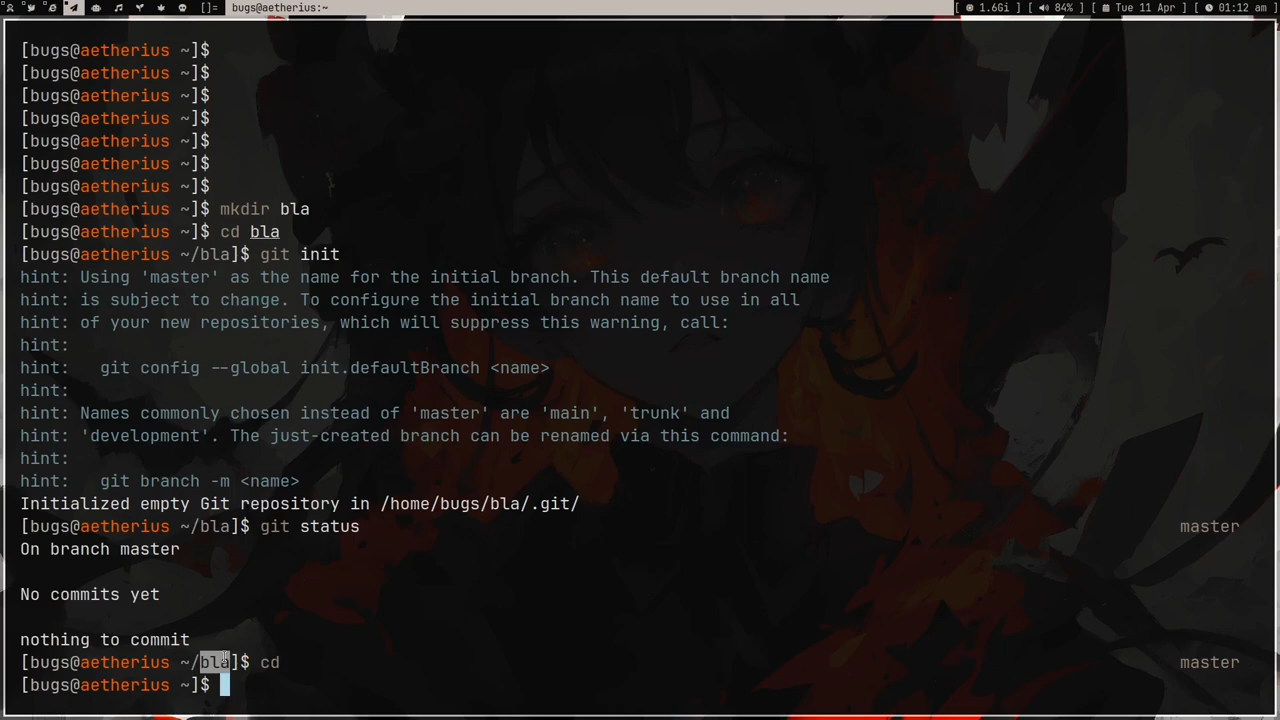 []= bugs@aetherius:~ [ 1.6Gi ] [ 84% ] [ Tue 11 Apr ] [ 01:12 am ]
[bugs@aetherius ~]$
[bugs@aetherius ~]$
[bugs@aetherius ~]$
[bugs@aetherius ~]$
[bugs@aetherius ~]$
[bugs@aetherius ~]$
[bugs@aetherius ~]$
[bugs@aetherius ~]$ mkdir bla
[bugs@aetherius ~]$ cd bla
[bugs@aetherius ~/bla]$ git init
hint: Using 'master' as the name for the initial branch. This default branch name
hint: is subject to change. To configure the initial branch name to use in all
hint: of your new repositories, which will suppress this warning, call:
hint:
hint:   git config --global init.defaultBranch <name>
hint:
hint: Names commonly chosen instead of 'master' are 'main', 'trunk' and
hint: 'development'. The just-created branch can be renamed via this command:
hint:
hint:   git branch -m <name>
Initialized empty Git repository in /home/bugs/bla/.git/
[bugs@aetherius ~/bla]$ git status master
On branch master
No commits yet
nothing to commit
[bugs@aetherius ~/bla]$ cd master
[bugs@aetherius ~]$